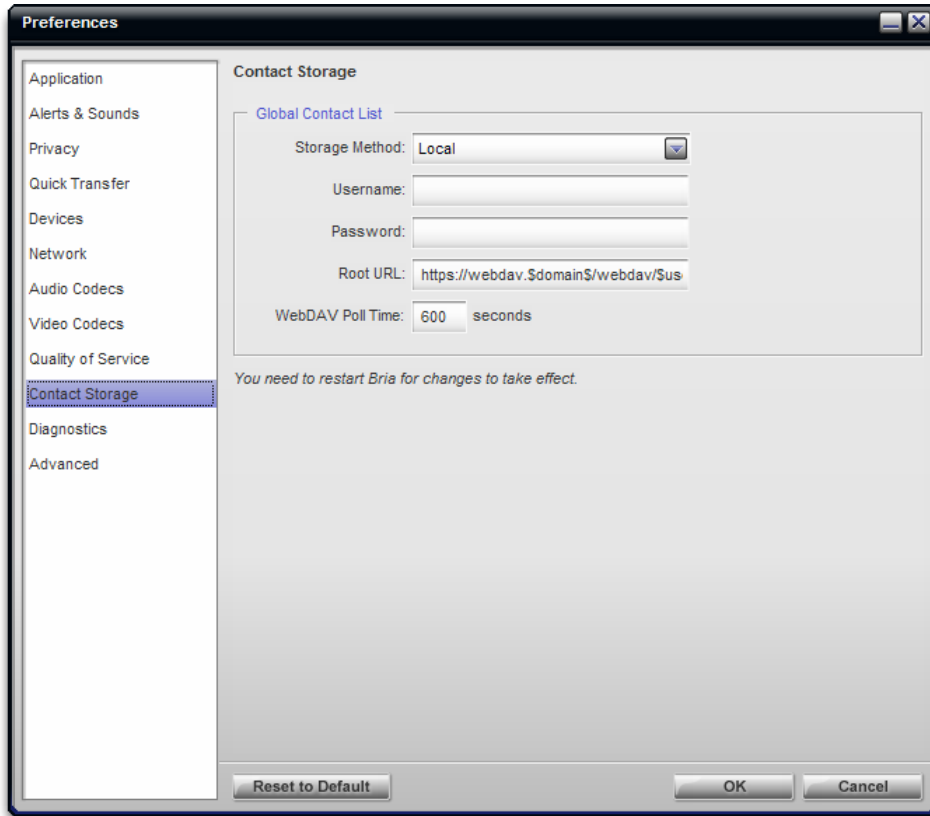 Preferences
Application
Alerts & Sounds
Privacy
Quick Transfer
Devices
Network
Audio Codecs
Video Codecs
Quality of Service
Contact Storage
Diagnostics
Advanced
Contact Storage
Global Contact List
Storage Method: Local
Username:
Password:
Root URL: https://webdav.$domain$/webdav/$us
WebDAV Poll Time: 600 seconds
You need to restart Bria for changes to take effect.
Reset to Default
OK
Cancel